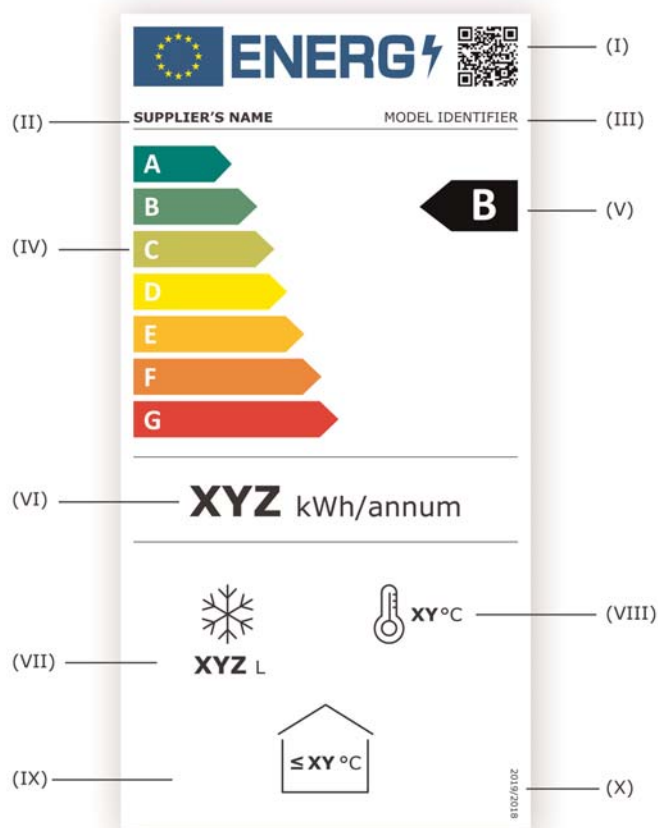 ENERG
(I)
(II)
SUPPLIER'S NAME
MODEL IDENTIFIER
(III)
A
B
B
(V)
(IV)
C
D
E
F
G
(VI)
XYZ kWh/annum
XY°C
(VIII)
(VII)
XYZ L
≤ XY °C
(IX)
2019/2018
(X)